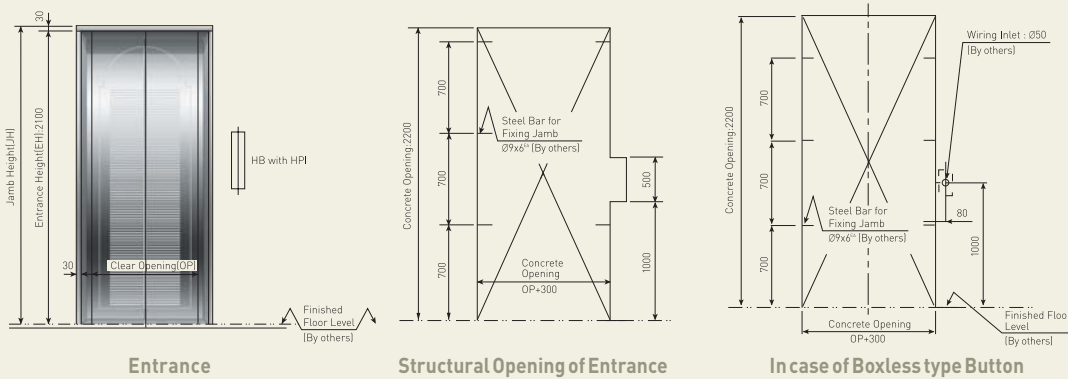 30
Jamb Height(JH)
Entrance Height(EH):2100
HB with HPI
30
Clear Opening(OP)
Finished
Floor Level
(By others)
Entrance
Concrete Opening:2200
700
700
700
Steel Bar for
Fixing Jamb
Ø9x6ᴱᴬ (By others)
500
1000
Concrete
Opening
OP+300
Structural Opening of Entrance
Concrete Opening:2200
700
700
700
Wiring Inlet : Ø50
(By others)
Steel Bar for
Fixing Jamb
Ø9x6ᴱᴬ (By others)
80
1000
Concrete Opening
OP+300
Finished Floo
Level
(By others)
In case of Boxless type Button